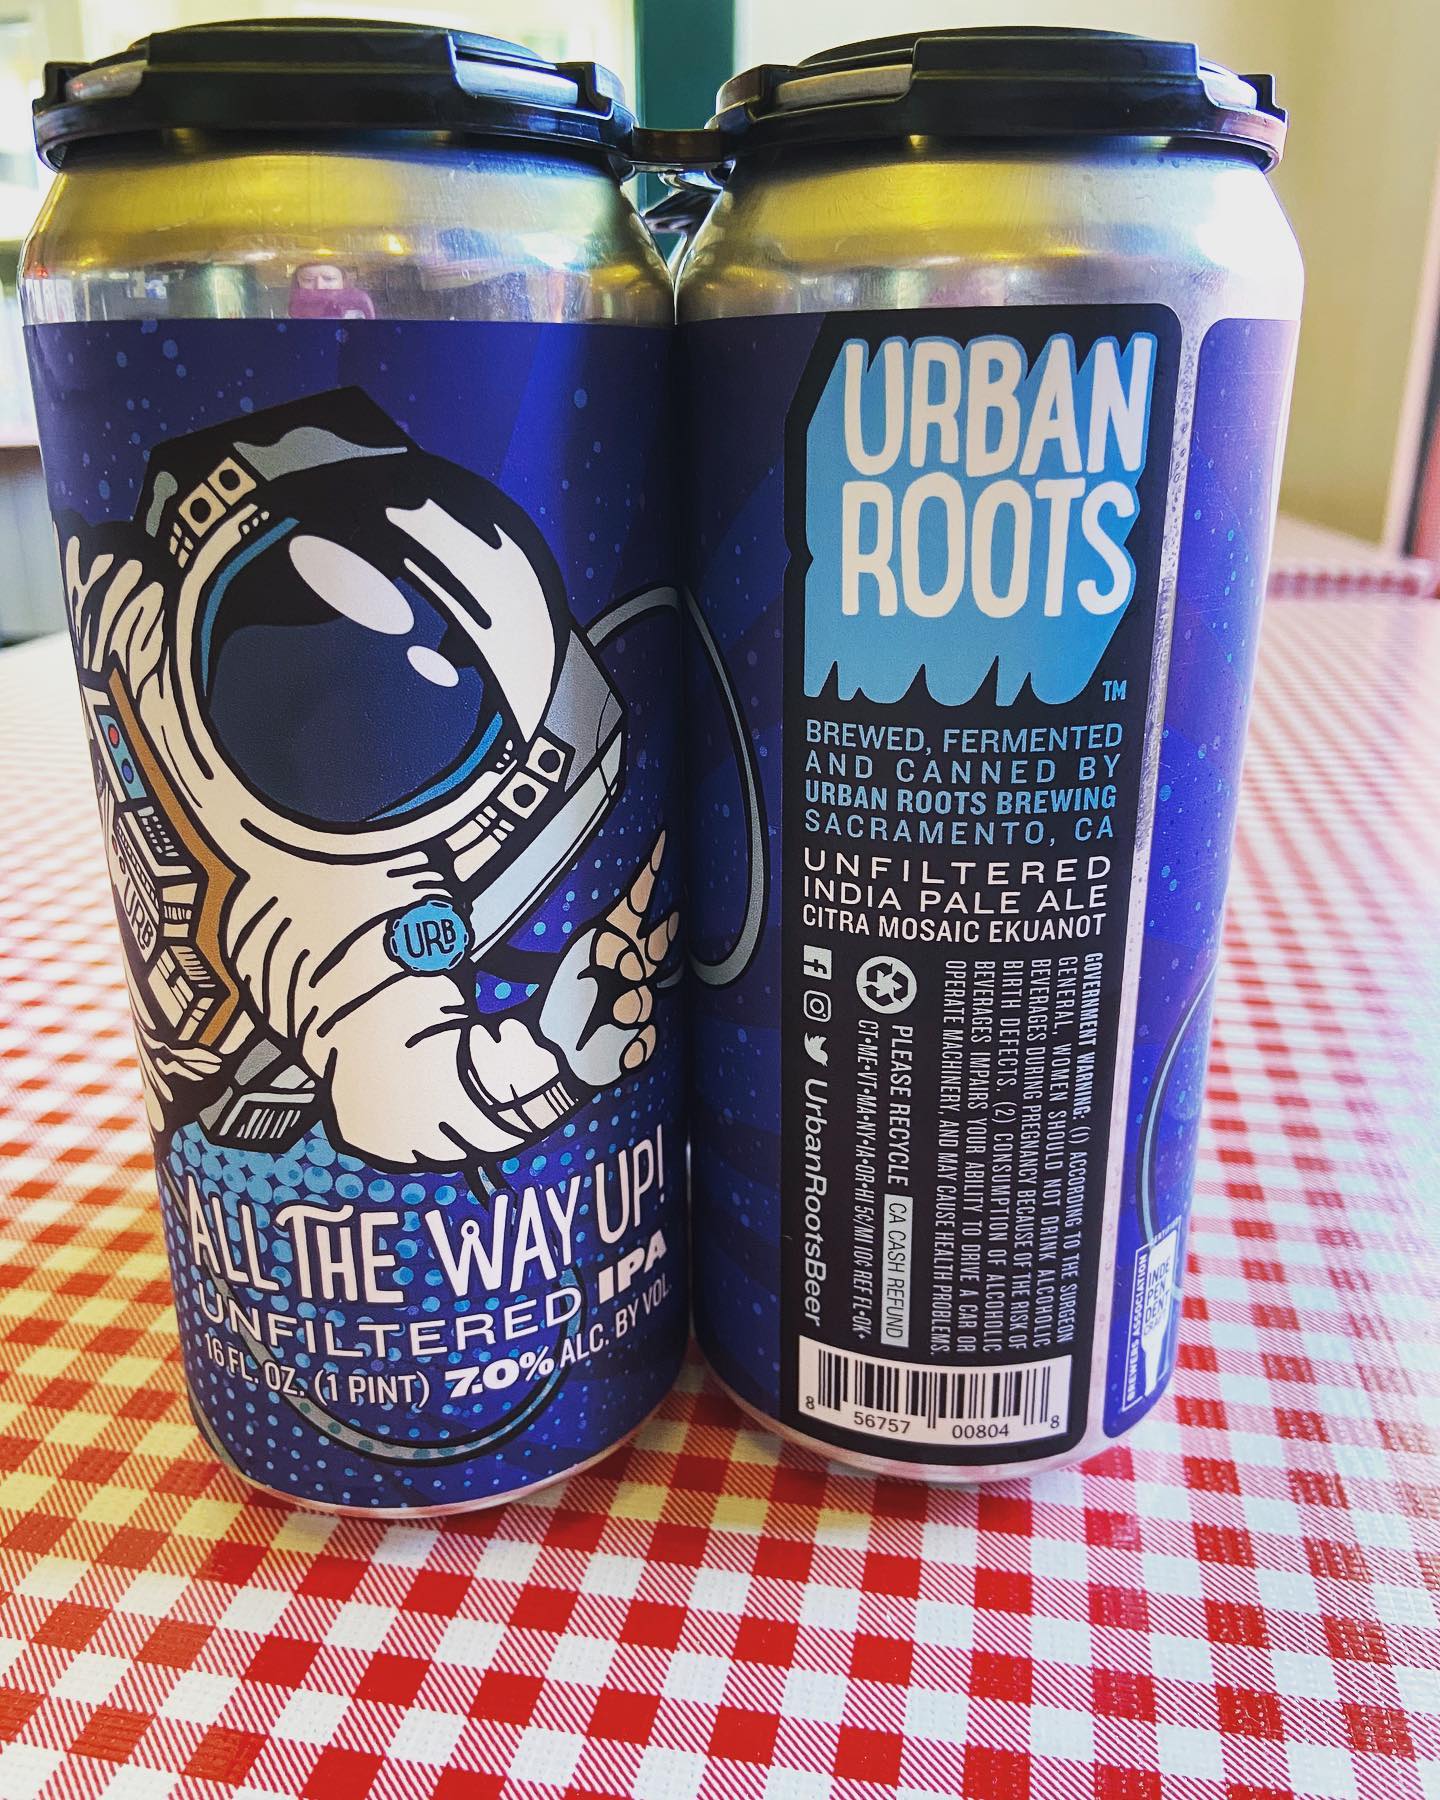 URB
URB
ALL THE WAY UP!
UNFILTERED IPA
16 FL. OZ. (1 PINT) 7.0% ALC. BY VOL.
URBAN
ROOTS
TM
BREWED, FERMENTED
AND CANNED BY
URBAN ROOTS BREWING
SACRAMENTO, CA
UNFILTERED
INDIA PALE ALE
CITRA MOSAIC EKUANOT
GOVERNMENT WARNING: (1) ACCORDING TO THE SURGEON
GENERAL, WOMEN SHOULD NOT DRINK ALCOHOLIC
BEVERAGES DURING PREGNANCY BECAUSE OF THE RISK OF
BIRTH DEFECTS. (2) CONSUMPTION OF ALCOHOLIC
BEVERAGES IMPAIRS YOUR ABILITY TO DRIVE A CAR OR
OPERATE MACHINERY, AND MAY CAUSE HEALTH PROBLEMS.
PLEASE RECYCLE CA CASH REFUND
CT•ME•VT•MA•NY•IA•OR•HI 5¢/MI 10¢ REF FL•OK+
UrbanRootsBeer
8 56757 00804 8
BREWERS ASSOCIATION
INDE
PEN
DENT
CRAFT